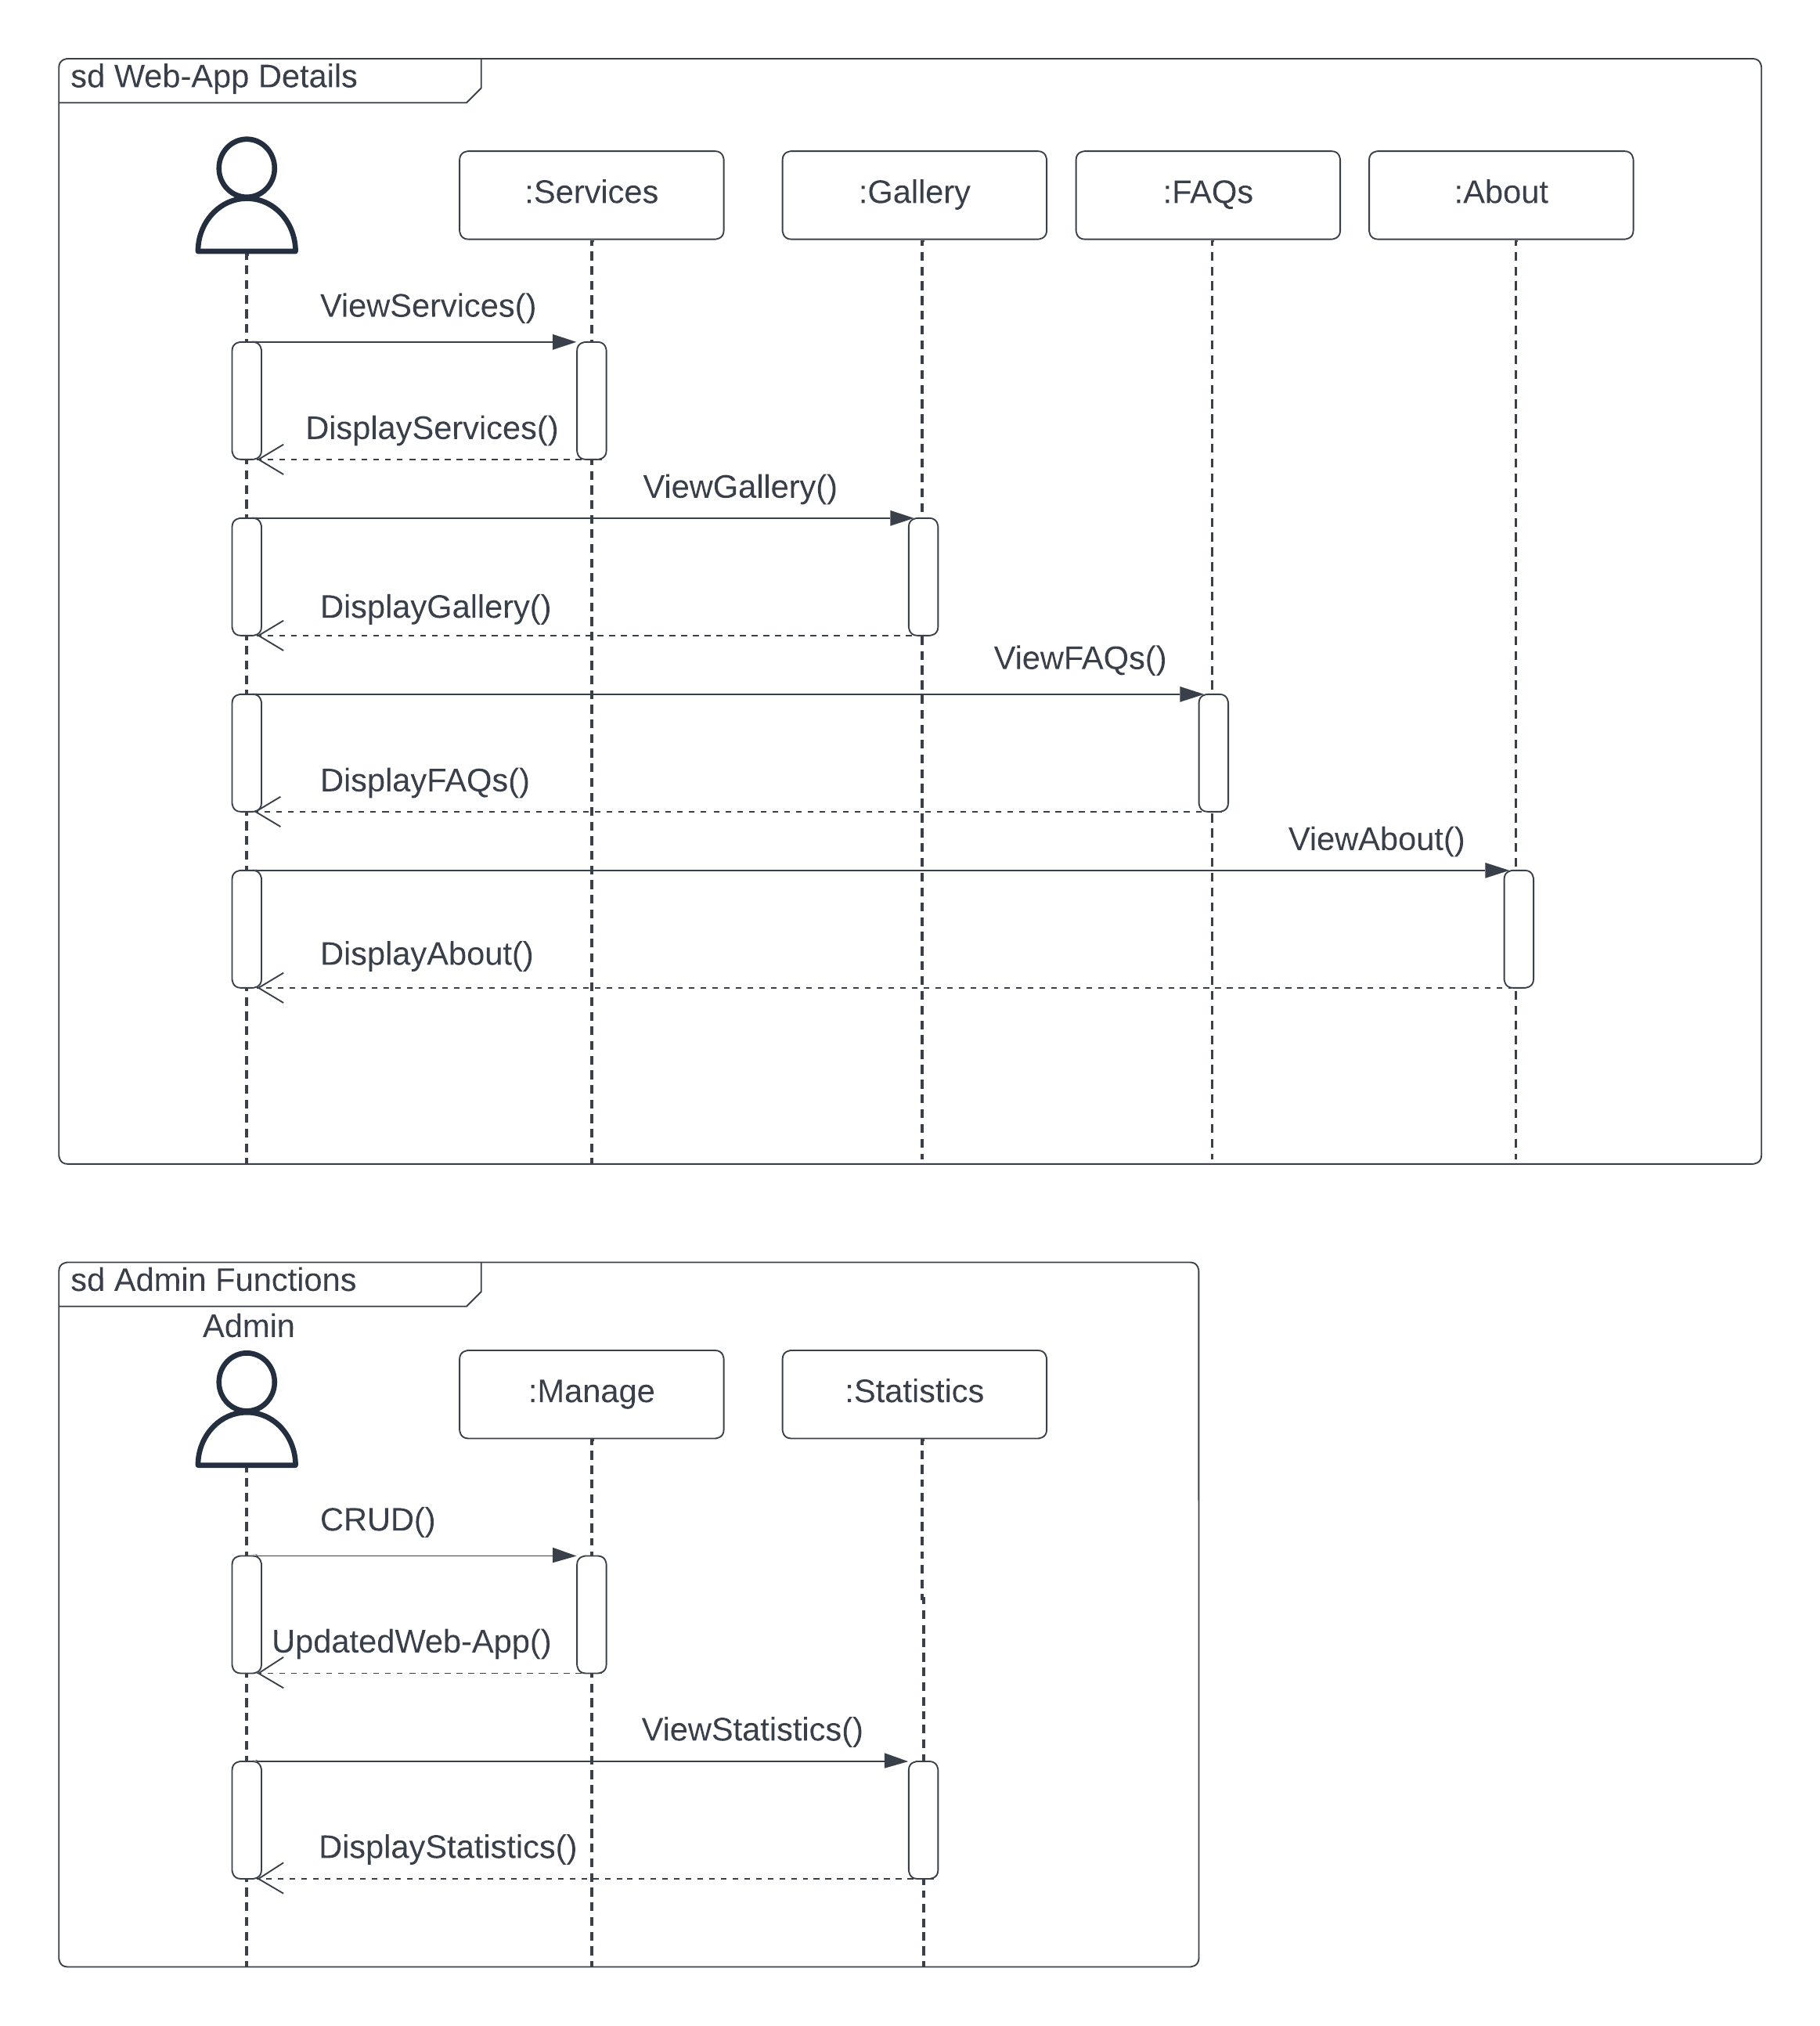 sd Web-App Details
:Services
:Gallery
:FAQs
:About
ViewServices()
DisplayServices()
ViewGallery()
DisplayGallery()
ViewFAQs()
DisplayFAQs()
ViewAbout()
DisplayAbout()
sd Admin Functions
Admin
:Manage
:Statistics
CRUD()
UpdatedWeb-App()
ViewStatistics()
DisplayStatistics()